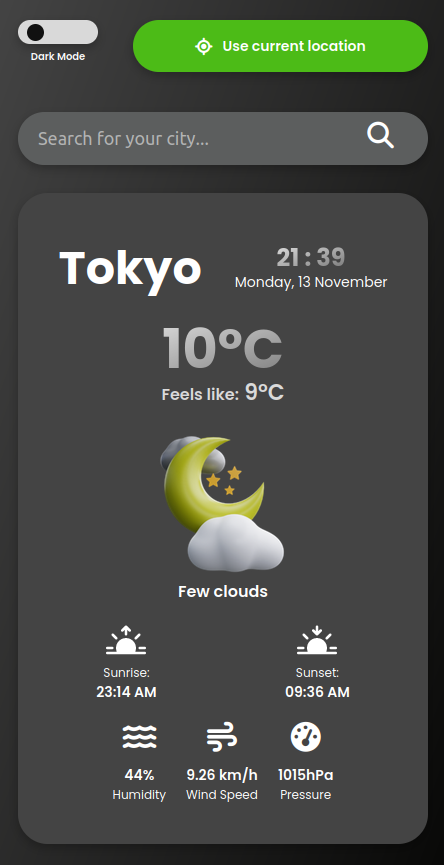 Dark Mode
Use current location
Search for your city...
Tokyo
21 : 39
Monday, 13 November
10°C
Feels like: 9°C
Few clouds
Sunrise:
23:14 AM
Sunset:
09:36 AM
44%
Humidity
9.26 km/h
Wind Speed
1015hPa
Pressure